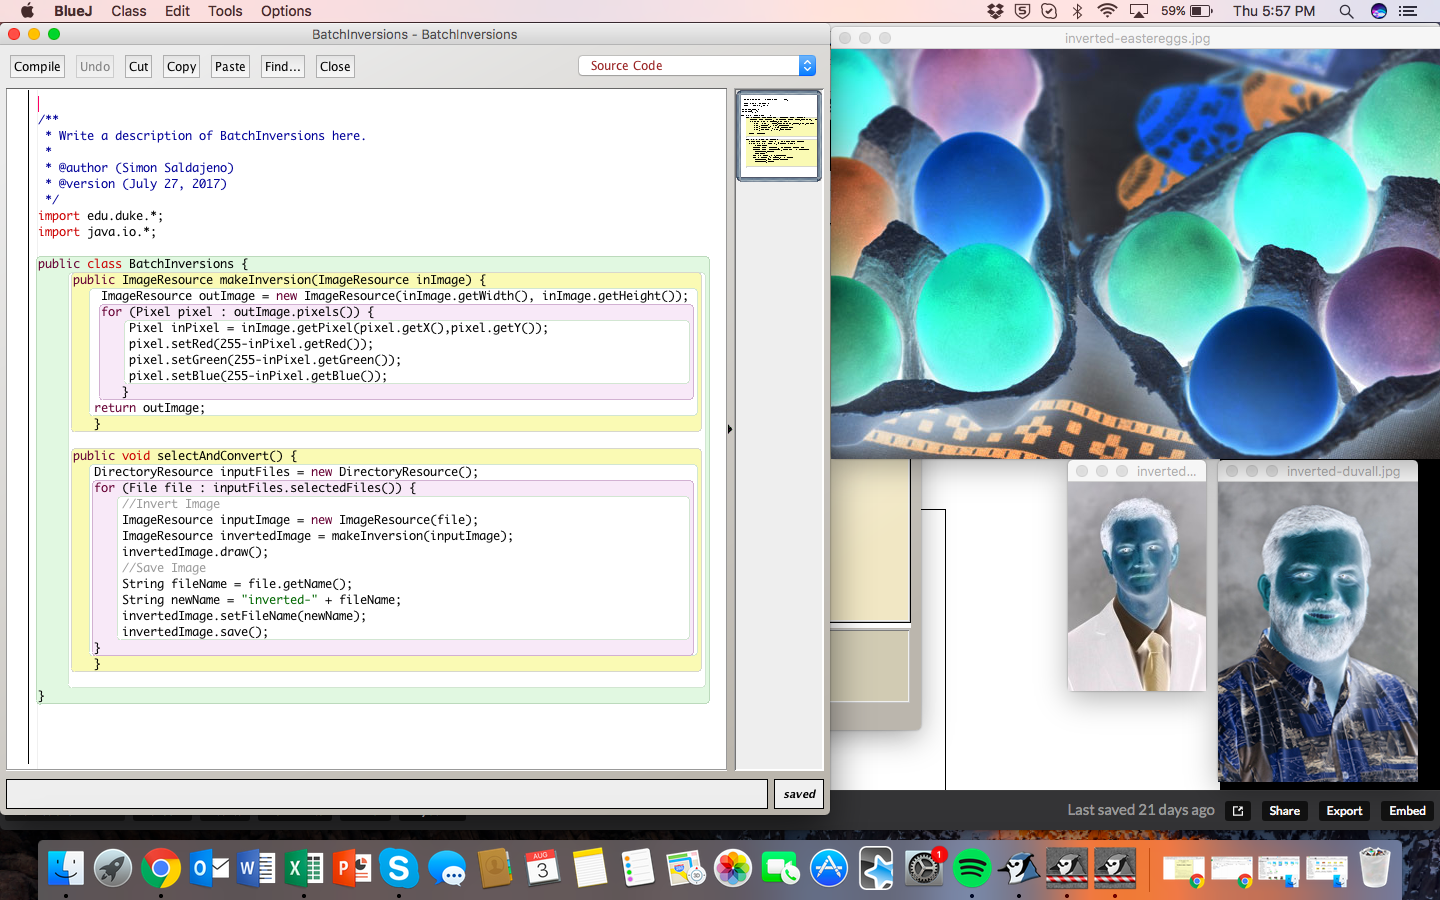 BlueJ Class Edit Tools Options 59% Thu 5:57 PM
BatchInversions - BatchInversions
Compile Undo Cut Copy Paste Find... Close Source Code
/**
* Write a description of BatchInversions here.
*
* @author (Simon Saldajeno)
* @version (July 27, 2017)
*/
import edu.duke.*;
import java.io.*;
public class BatchInversions {
public ImageResource makeInversion(ImageResource inImage) {
ImageResource outImage = new ImageResource(inImage.getWidth(), inImage.getHeight());
for (Pixel pixel : outImage.pixels()) {
Pixel inPixel = inImage.getPixel(pixel.getX(),pixel.getY());
pixel.setRed(255-inPixel.getRed());
pixel.setGreen(255-inPixel.getGreen());
pixel.setBlue(255-inPixel.getBlue());
}
return outImage;
}
public void selectAndConvert() {
DirectoryResource inputFiles = new DirectoryResource();
for (File file : inputFiles.selectedFiles()) {
//Invert Image
ImageResource inputImage = new ImageResource(file);
ImageResource invertedImage = makeInversion(inputImage);
invertedImage.draw();
//Save Image
String fileName = file.getName();
String newName = "inverted-" + fileName;
invertedImage.setFileName(newName);
invertedImage.save();
}
}
}
saved
inverted-eastereggs.jpg
inverted...
inverted-duvall.jpg
Last saved 21 days ago Share Export Embed
AUG
3
1